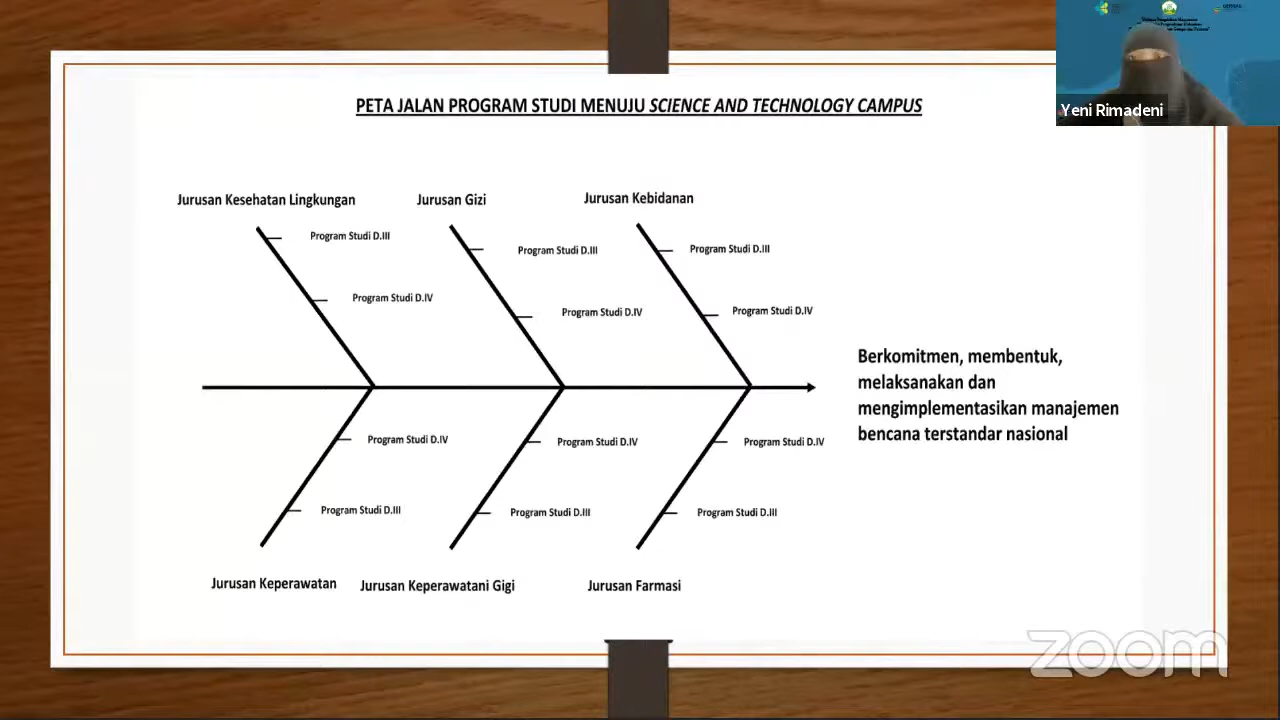 PETA JALAN PROGRAM STUDI MENUJU SCIENCE AND TECHNOLOGY CAMPUS
Yeni Rimadeni
Jurusan Kesehatan Lingkungan
Jurusan Gizi
Jurusan Kebidanan
Program Studi D.III
Program Studi D.III
Program Studi D.III
Program Studi D.IV
Program Studi D.IV
Program Studi D.IV
Berkomitmen, membentuk,
melaksanakan dan
mengimplementasikan manajemen
bencana terstandar nasional
Program Studi D.IV
Program Studi D.IV
Program Studi D.IV
Program Studi D.III
Program Studi D.III
Program Studi D.III
Jurusan Keperawatan
Jurusan Keperawatani Gigi
Jurusan Farmasi
zoom